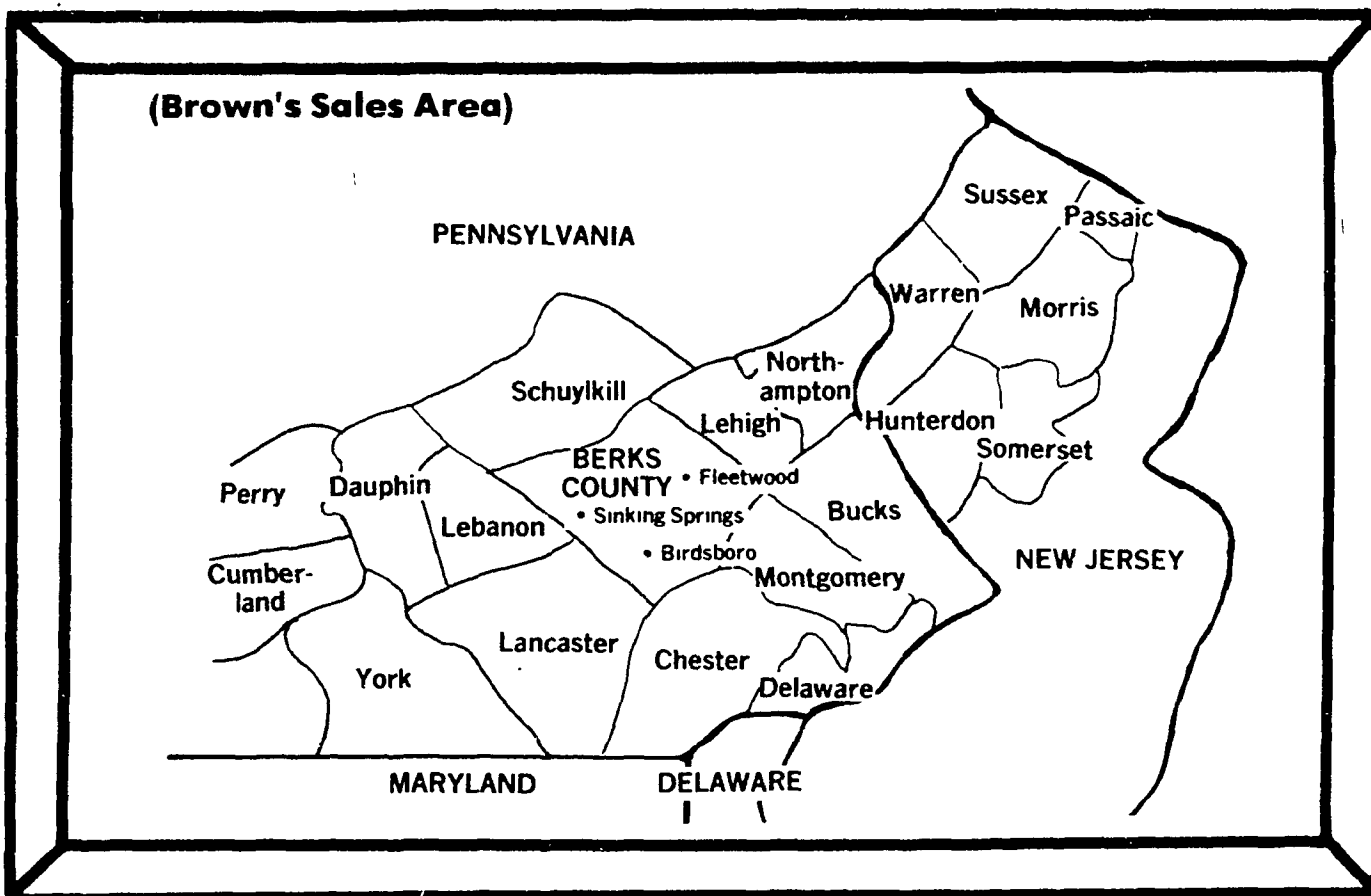 (Brown's Sales Area)
Sussex
Passaic
PENNSYLVANIA
Warren
Morris
North-
ampton
Schuylkill
Lehigh
Hunterdon
Somerset
BERKS
COUNTY
Fleetwood
Perry
Dauphin
Lebanon
Sinking Springs
Bucks
Birdsboro
NEW JERSEY
Cumber-
land
Montgomery
Lancaster
Chester
York
Delaware
MARYLAND
DELAWARE